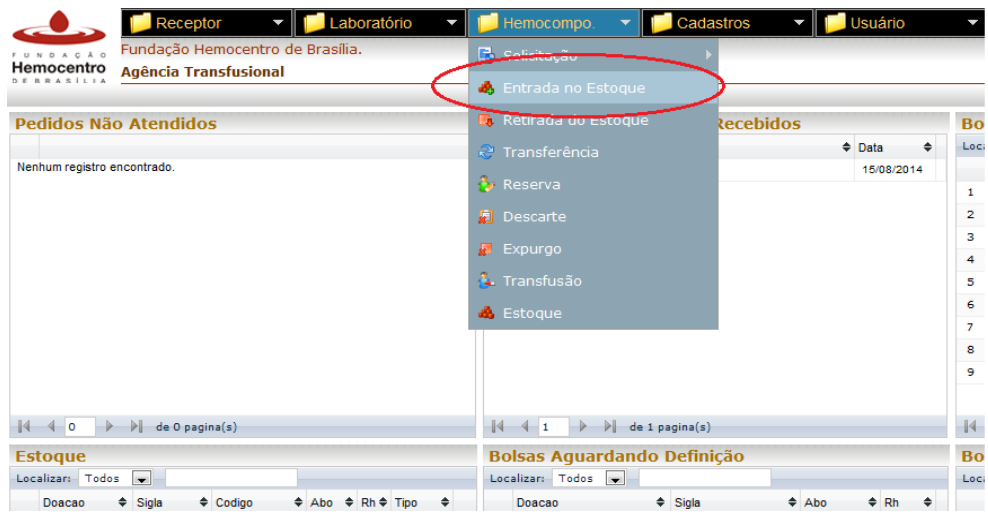 Receptor Laboratório Hemocompo. Cadastros Usuário
FUNDAÇÃO
Hemocentro
DE BRASÍLIA
Fundação Hemocentro de Brasília.
Agência Transfusional
Solicitação
Entrada no Estoque
Retirada do Estoque
Transferência
Reserva
Descarte
Expurgo
Transfusão
Estoque
Pedidos Não Atendidos
Nenhum registro encontrado.
Recebidos
Data
15/08/2014
Bo
Loca
1
2
3
4
5
6
7
8
9
0 de 0 pagina(s)
1 de 1 pagina(s)
Estoque
Localizar: Todos
Doacao Sigla Codigo Abo Rh Tipo
Bolsas Aguardando Definição
Localizar: Todos
Doacao Sigla Abo Rh
Bo
Loca